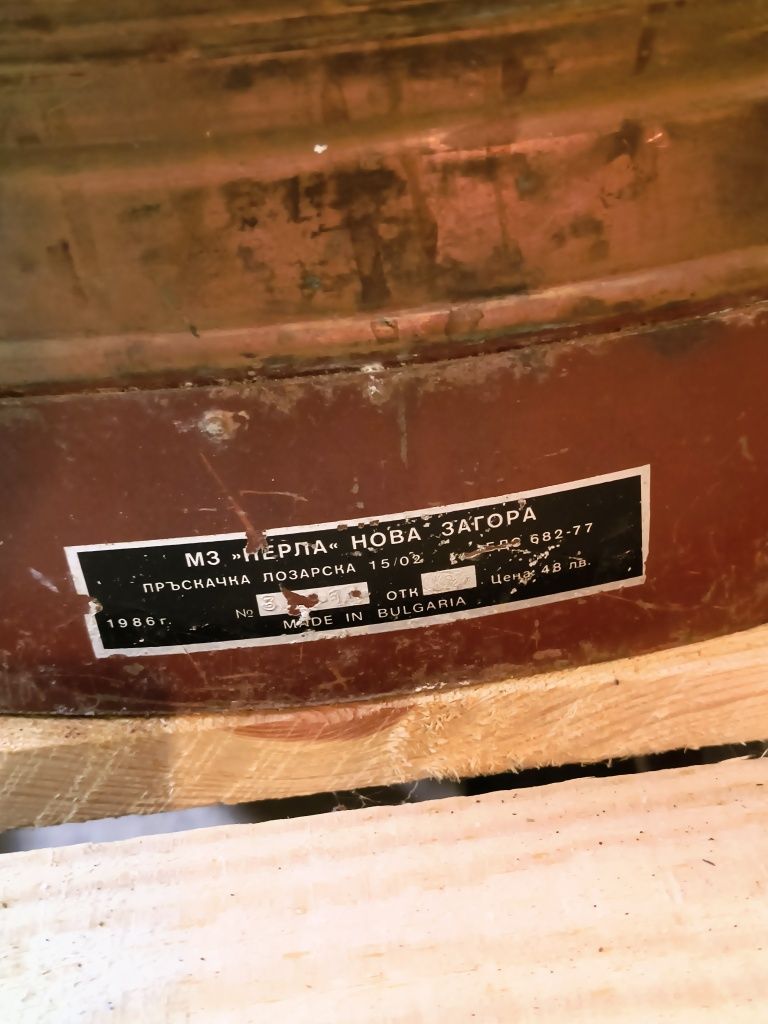 МЗ »ПЕРЛА« НОВА ЗАГОРА
ПРЪСКАЧКА ЛОЗАРСКА 15/02 682-77
1986г. № ОТК Цена 48 лв.
MADE IN BULGARIA